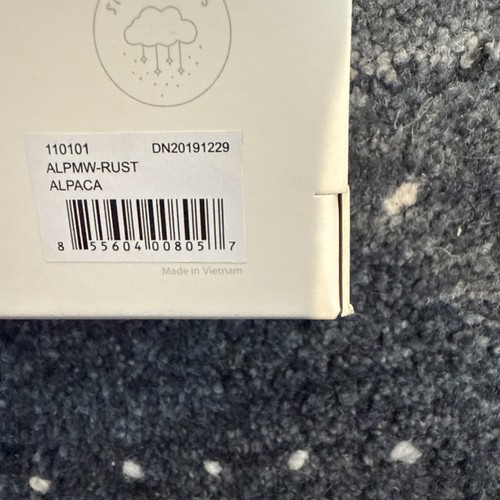 110101 DN20191229
ALPMW-RUST
ALPACA
8 55604 00805 7
Made in Vietnam